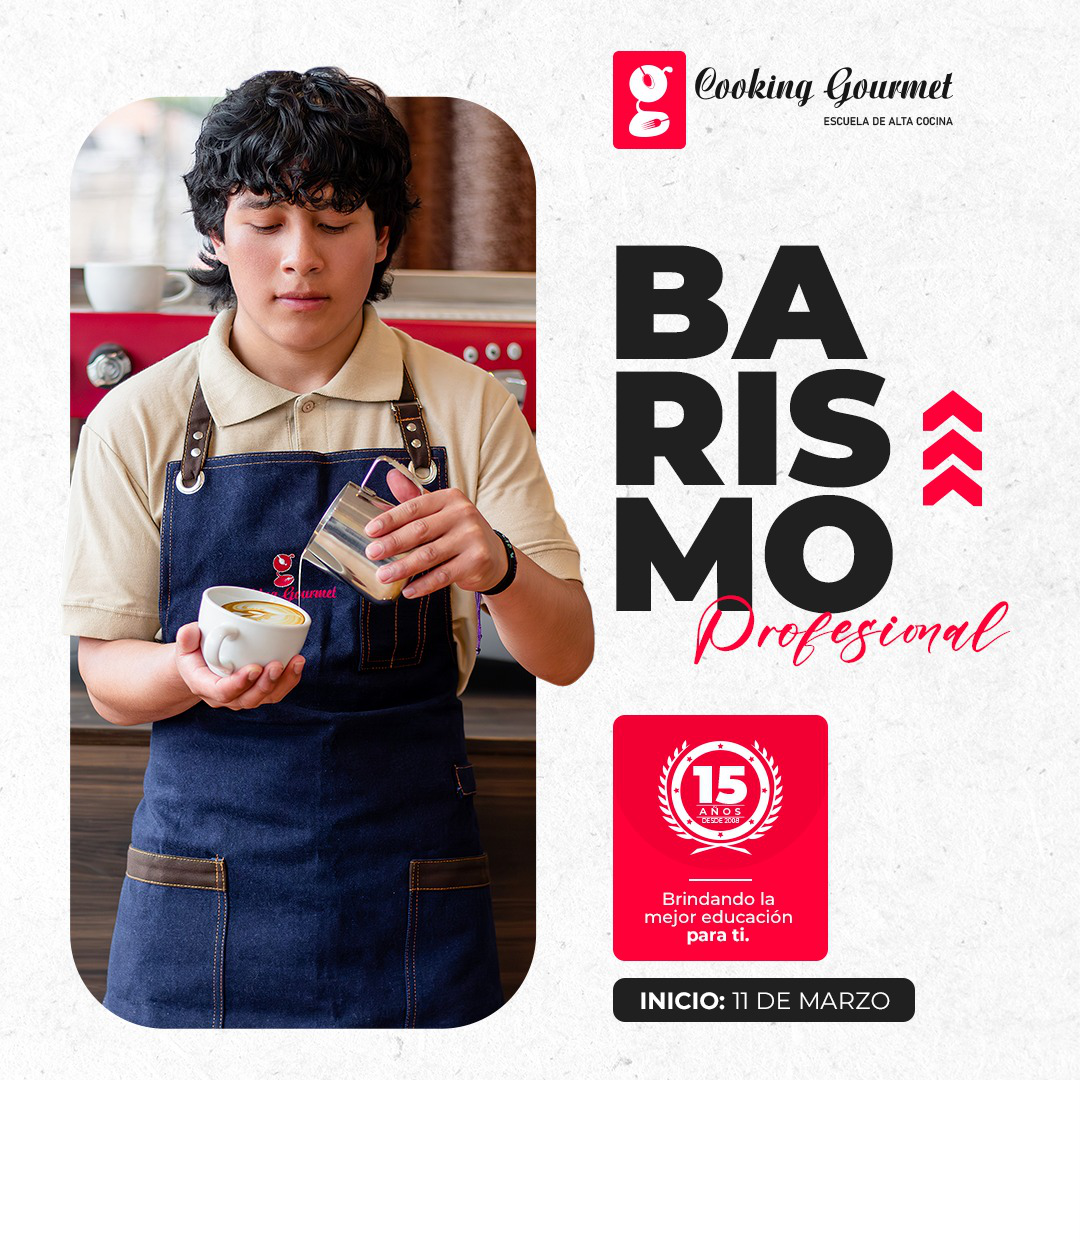 Cooking Gourmet
ESCUELA DE ALTA COCINA
BA
RIS
MO
Profesional
Gourmet
15
AÑOS
DESDE 2008
Brindando la
mejor educación
para ti.
INICIO: 11 DE MARZO